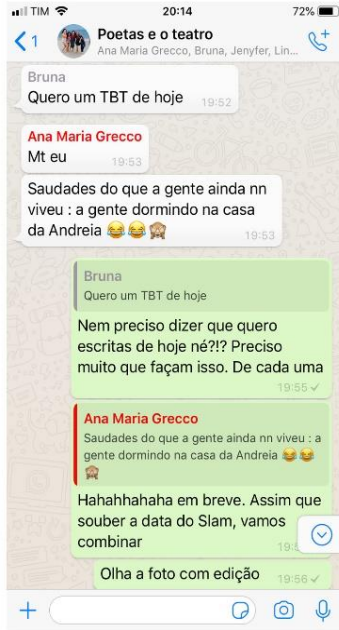 TIM 20:14 72%
1 Poetas e o teatro
Ana Maria Grecco, Bruna, Jenyfer, Lin...
Bruna
Quero um TBT de hoje 19:52
Ana Maria Grecco
Mt eu 19:53
Saudades do que a gente ainda nn
viveu : a gente dormindo na casa
da Andreia 😂😂🙈 19:53
Bruna
Quero um TBT de hoje
Nem preciso dizer que quero
escritas de hoje né?!? Preciso
muito que façam isso. De cada uma
19:55
Ana Maria Grecco
Saudades do que a gente ainda nn viveu : a
gente dormindo na casa da Andreia 😂😂
🙈
Hahahhahaha em breve. Assim que
souber a data do Slam, vamos
combinar
Olha a foto com edição 19:56